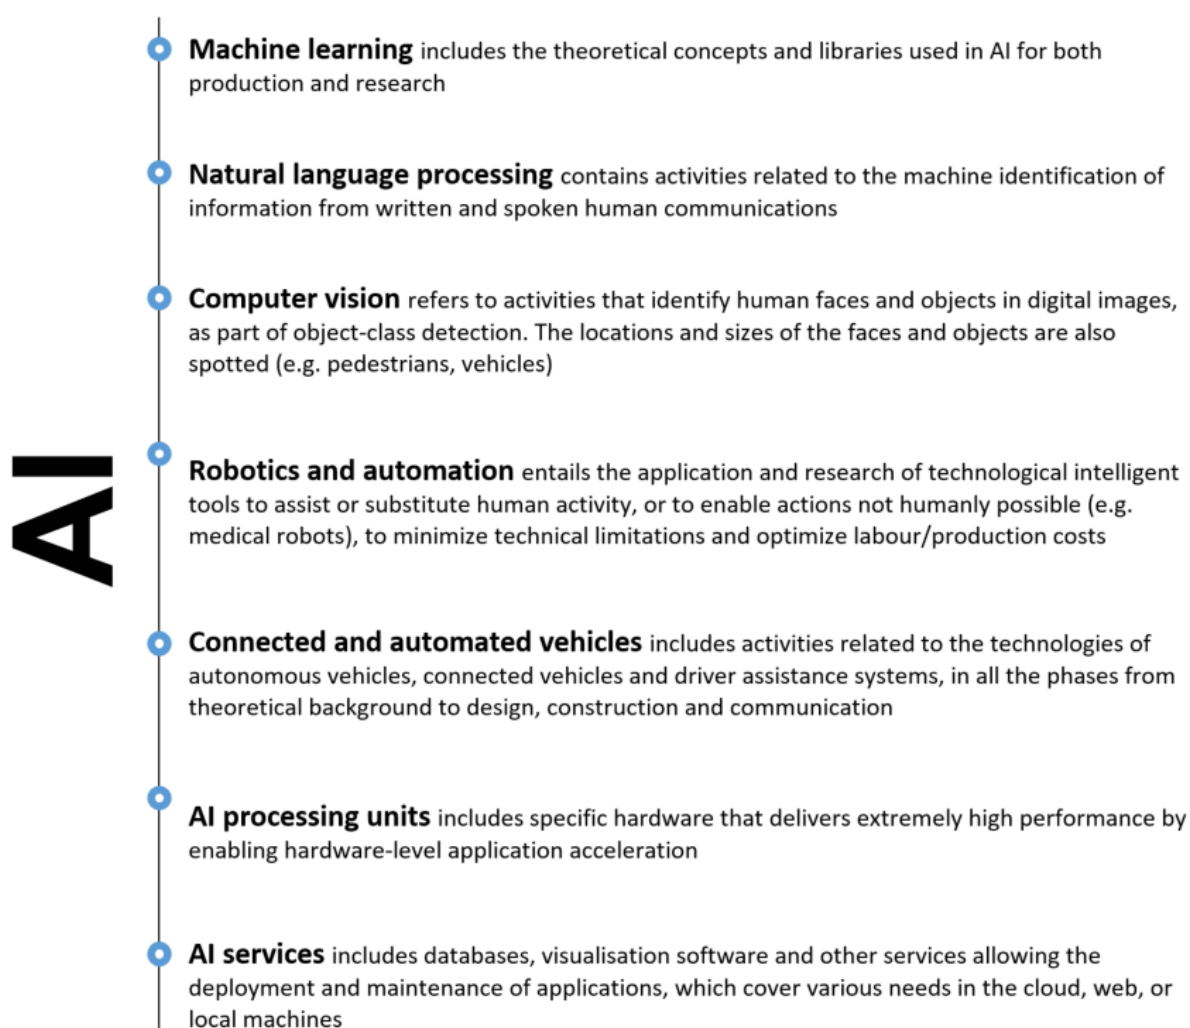 Machine learning includes the theoretical concepts and libraries used in AI for both
production and research
Natural language processing contains activities related to the machine identification of
information from written and spoken human communications
Computer vision refers to activities that identify human faces and objects in digital images,
as part of object-class detection. The locations and sizes of the faces and objects are also
spotted (e.g. pedestrians, vehicles)
AI
Robotics and automation entails the application and research of technological intelligent
tools to assist or substitute human activity, or to enable actions not humanly possible (e.g.
medical robots), to minimize technical limitations and optimize labour/production costs
Connected and automated vehicles includes activities related to the technologies of
autonomous vehicles, connected vehicles and driver assistance systems, in all the phases from
theoretical background to design, construction and communication
AI processing units includes specific hardware that delivers extremely high performance by
enabling hardware-level application acceleration
AI services includes databases, visualisation software and other services allowing the
deployment and maintenance of applications, which cover various needs in the cloud, web, or
local machines